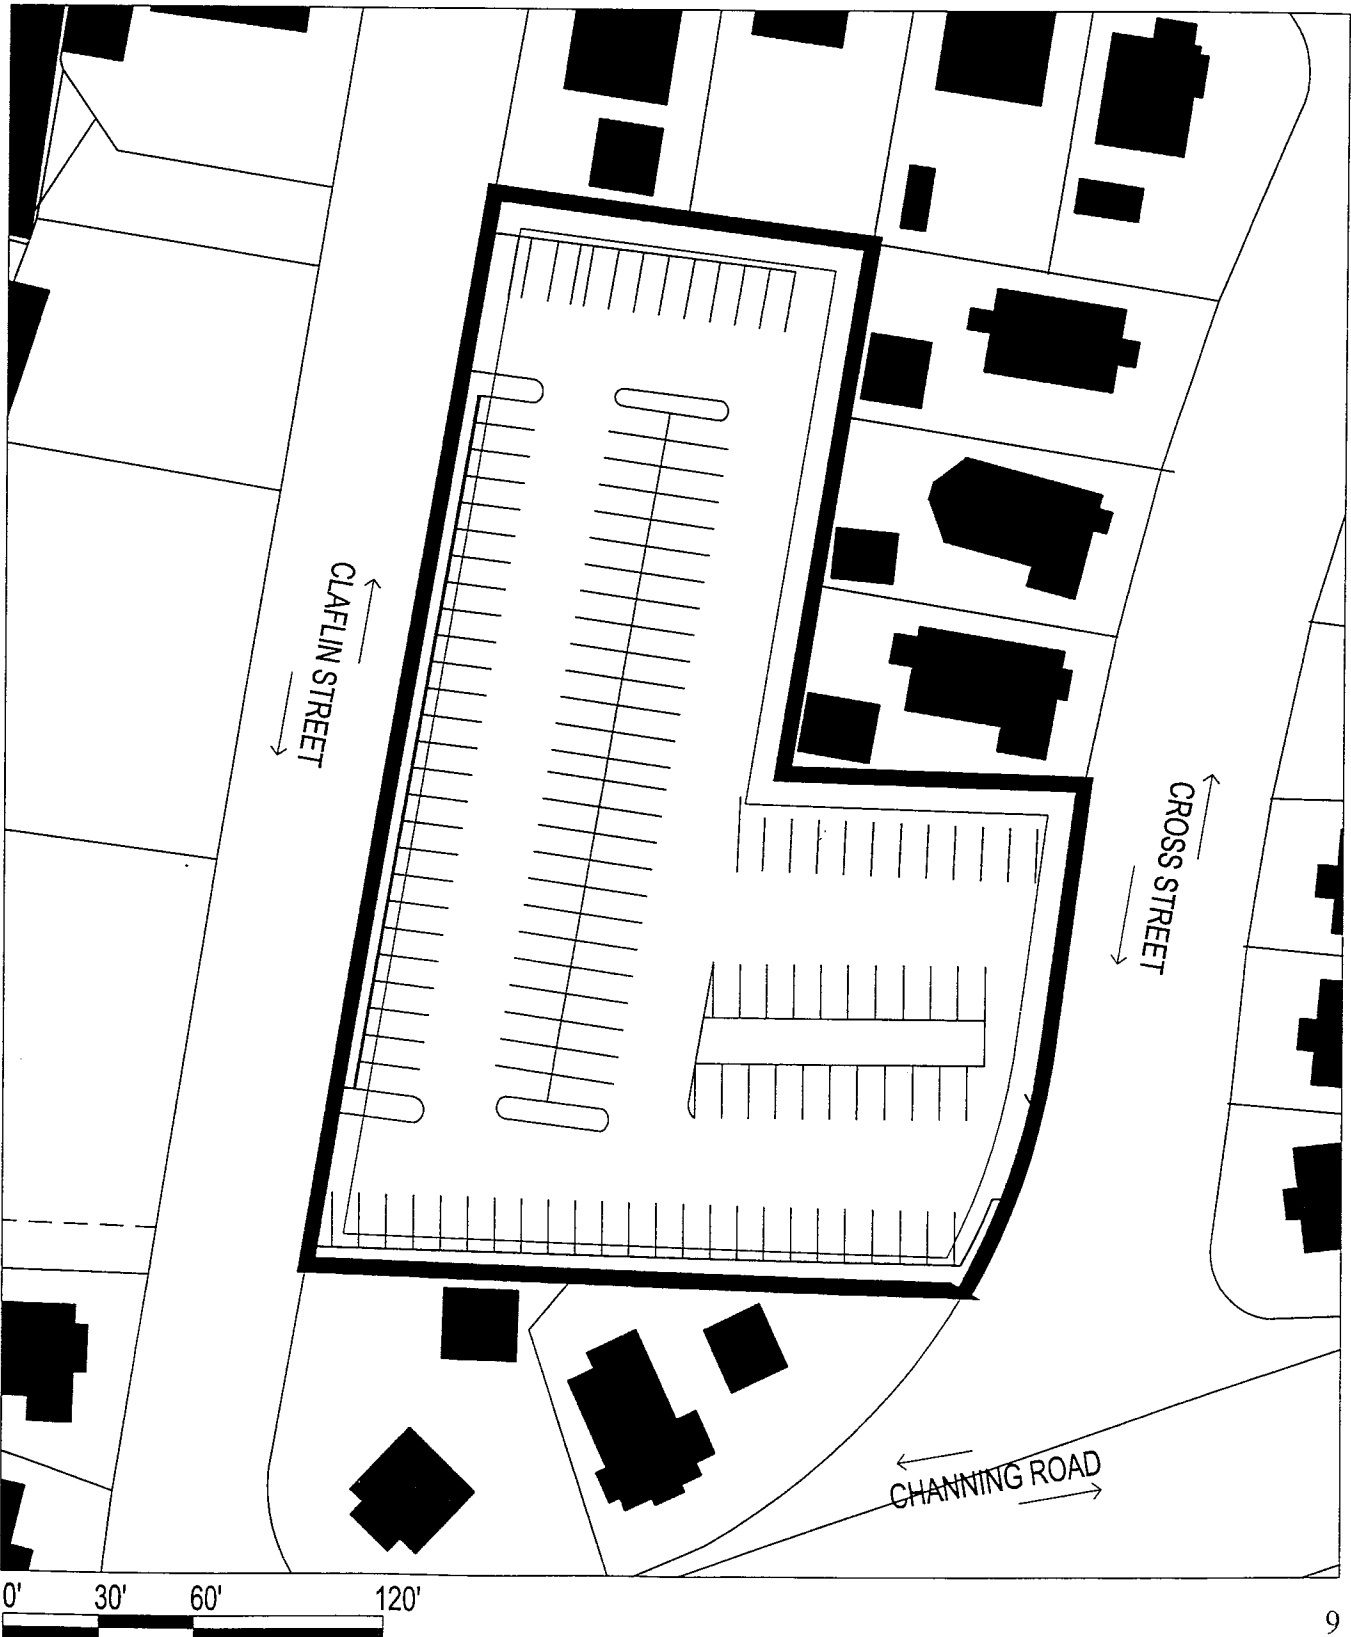 CLAFLIN STREET
CROSS STREET
CHANNING ROAD
0' 30' 60' 120'
9